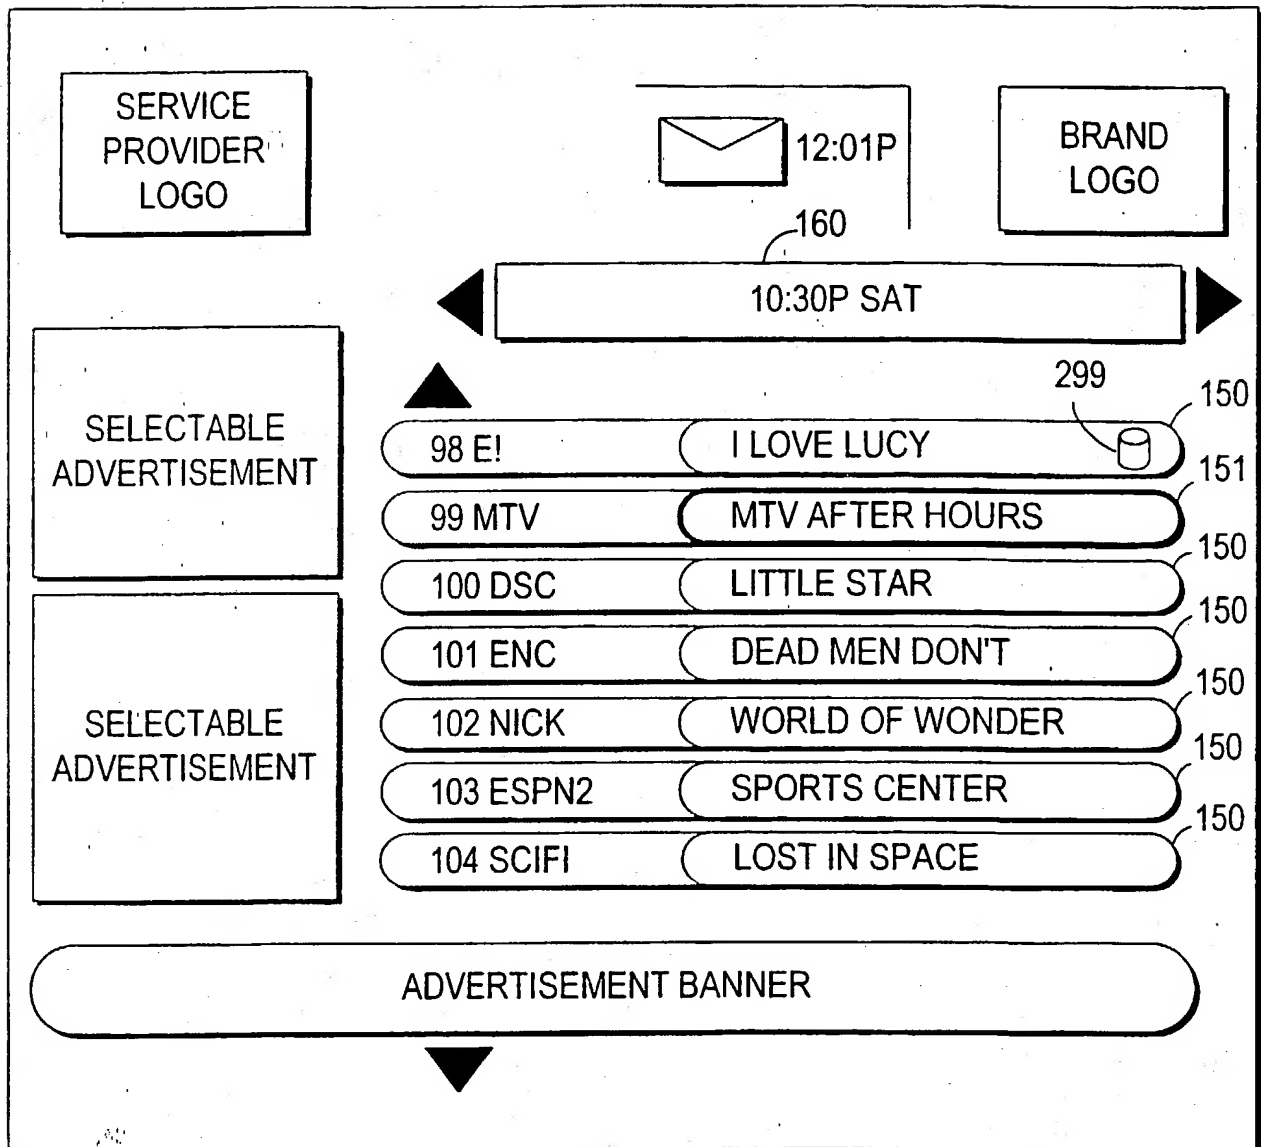 SERVICE
PROVIDER
LOGO
12:01P
BRAND
LOGO
160
10:30P SAT
SELECTABLE
ADVERTISEMENT
299
150
98 E! I LOVE LUCY
151
99 MTV MTV AFTER HOURS
150
100 DSC LITTLE STAR
150
101 ENC DEAD MEN DON'T
150
102 NICK WORLD OF WONDER
150
103 ESPN2 SPORTS CENTER
150
104 SCIFI LOST IN SPACE
SELECTABLE
ADVERTISEMENT
ADVERTISEMENT BANNER